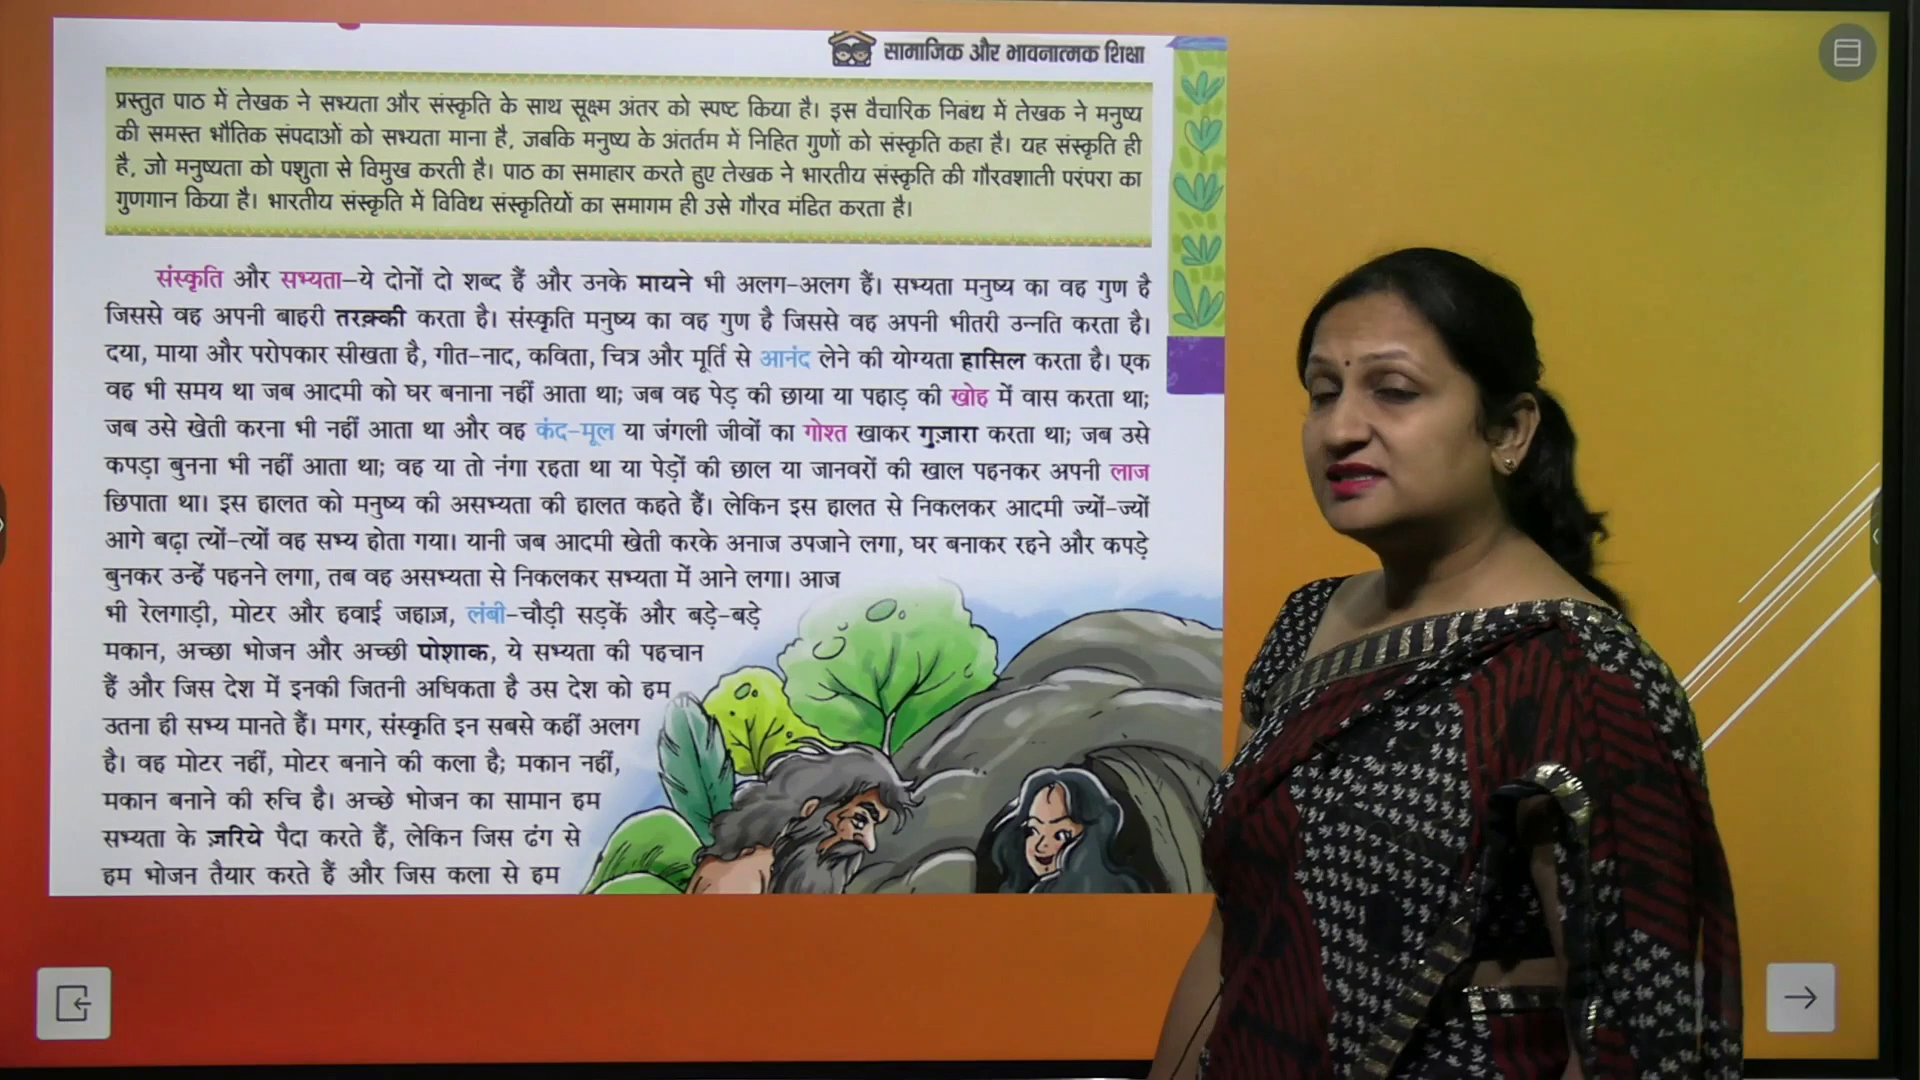 सामाजिक और भावनात्मक शिक्षा
प्रस्तुत पाठ में लेखक ने सभ्यता और संस्कृति के साथ सूक्ष्म अंतर को स्पष्ट किया है। इस वैचारिक निबंध में लेखक ने मनुष्य
की समस्त भौतिक संपदाओं को सभ्यता माना है, जबकि मनुष्य के अंतर्तम में निहित गुणों को संस्कृति कहा है। यह संस्कृति ही
है, जो मनुष्यता को पशुता से विमुख करती है। पाठ का समाहार करते हुए लेखक ने भारतीय संस्कृति की गौरवशाली परंपरा का
गुणगान किया है। भारतीय संस्कृति में विविध संस्कृतियों का समागम ही उसे गौरव मंडित करता है।
संस्कृति और सभ्यता–ये दोनों दो शब्द हैं और उनके मायने भी अलग-अलग हैं। सभ्यता मनुष्य का वह गुण है
जिससे वह अपनी बाहरी तरक़्की करता है। संस्कृति मनुष्य का वह गुण है जिससे वह अपनी भीतरी उन्नति करता है।
दया, माया और परोपकार सीखता है, गीत-नाद, कविता, चित्र और मूर्ति से आनंद लेने की योग्यता हासिल करता है। एक
वह भी समय था जब आदमी को घर बनाना नहीं आता था; जब वह पेड़ की छाया या पहाड़ की खोह में वास करता था;
जब उसे खेती करना भी नहीं आता था और वह कंद-मूल या जंगली जीवों का गोश्त खाकर गुज़ारा करता था; जब उसे
कपड़ा बुनना भी नहीं आता था; वह या तो नंगा रहता था या पेड़ों की छाल या जानवरों की खाल पहनकर अपनी लाज
छिपाता था। इस हालत को मनुष्य की असभ्यता की हालत कहते हैं। लेकिन इस हालत से निकलकर आदमी ज्यों-ज्यों
आगे बढ़ा त्यों-त्यों वह सभ्य होता गया। यानी जब आदमी खेती करके अनाज उपजाने लगा, घर बनाकर रहने और कपड़े
बुनकर उन्हें पहनने लगा, तब वह असभ्यता से निकलकर सभ्यता में आने लगा। आज
भी रेलगाड़ी, मोटर और हवाई जहाज़, लंबी-चौड़ी सड़कें और बड़े-बड़े
मकान, अच्छा भोजन और अच्छी पोशाक, ये सभ्यता की पहचान
हैं और जिस देश में इनकी जितनी अधिकता है उस देश को हम
उतना ही सभ्य मानते हैं। मगर, संस्कृति इन सबसे कहीं अलग
है। वह मोटर नहीं, मोटर बनाने की कला है; मकान नहीं,
मकान बनाने की रुचि है। अच्छे भोजन का सामान हम
सभ्यता के ज़रिये पैदा करते हैं, लेकिन जिस ढंग से
हम भोजन तैयार करते हैं और जिस कला से हम